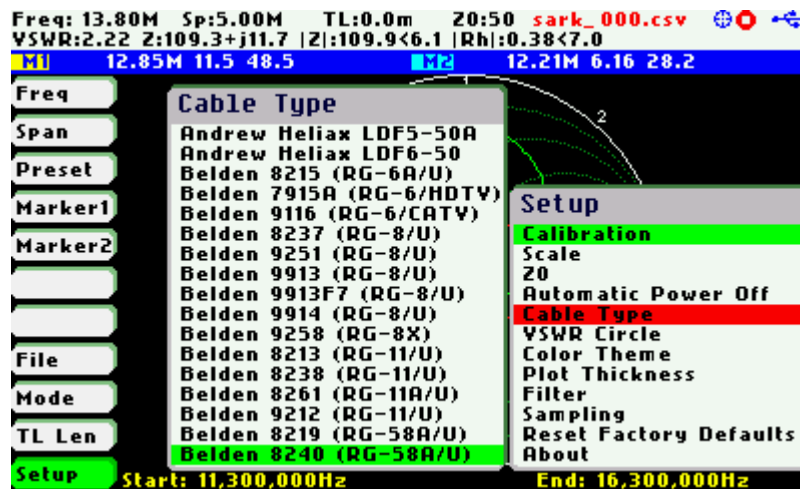 Freq: 13.80M Sp:5.00M TL:0.0m Z0:50 sark_000.csv
VSWR:2.22 Z:109.3+j11.7 |Z|:109.9<6.1 |Rh|:0.38<7.0
M1 12.85M 11.5 48.5 M2 12.21M 6.16 28.2
Freq
Span
Preset
Marker1
Marker2
File
Mode
TL Len
Setup
Cable Type
Andrew Heliax LDF5-50A
Andrew Heliax LDF6-50
Belden 8215 (RG-6A/U)
Belden 7915A (RG-6/HDTV)
Belden 9116 (RG-6/CATV)
Belden 8237 (RG-8/U)
Belden 9251 (RG-8/U)
Belden 9913 (RG-8/U)
Belden 9913F7 (RG-8/U)
Belden 9914 (RG-8/U)
Belden 9258 (RG-8X)
Belden 8213 (RG-11/U)
Belden 8238 (RG-11/U)
Belden 8261 (RG-11A/U)
Belden 9212 (RG-11/U)
Belden 8219 (RG-58A/U)
Belden 8240 (RG-58A/U)
1
2
Setup
Calibration
Scale
Z0
Automatic Power Off
Cable Type
VSWR Circle
Color Theme
Plot Thickness
Filter
Sampling
Reset Factory Defaults
About
Start: 11,300,000Hz End: 16,300,000Hz